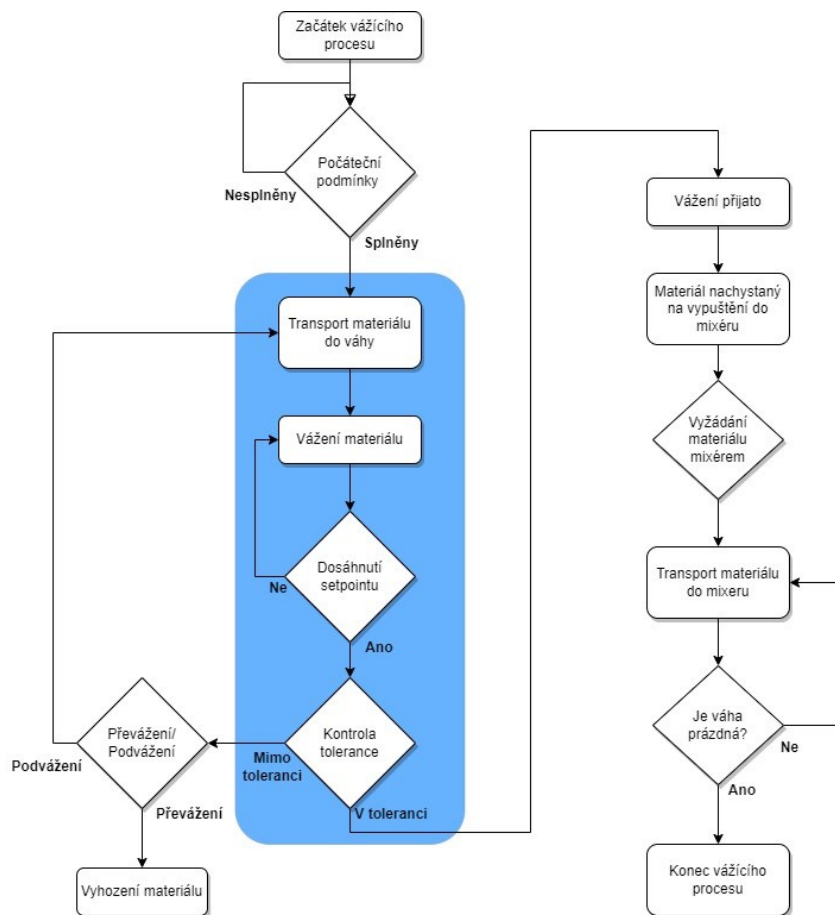 Začátek vážícího
procesu
Počáteční
podmínky
Nesplněny
Splněny
Transport materiálu
do váhy
Vážení materiálu
Dosáhnutí
setpointu
Ne
Ano
Kontrola
tolerance
Mimo
toleranci
V toleranci
Převážení/
Podvážení
Podvážení
Převážení
Vyhození materiálu
Vážení přijato
Materiál nachystaný
na vypuštění do
mixéru
Vyžádání
materiálu
mixérem
Transport materiálu
do mixeru
Je váha
prázdná?
Ne
Ano
Konec vážícího
procesu